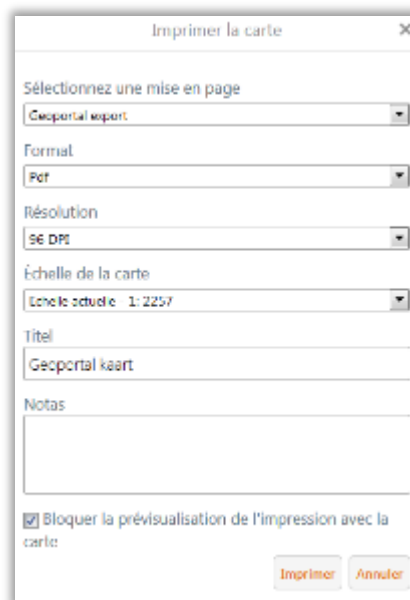 Imprimer la carte
Sélectionnez une mise en page
Geoportal export
Format
Pdf
Résolution
96 DPI
Échelle de la carte
Echelle actuelle - 1: 2257
Titel
Geoportal kaart
Notas
Bloquer la prévisualisation de l'impression avec la
carte
Imprimer Annuler